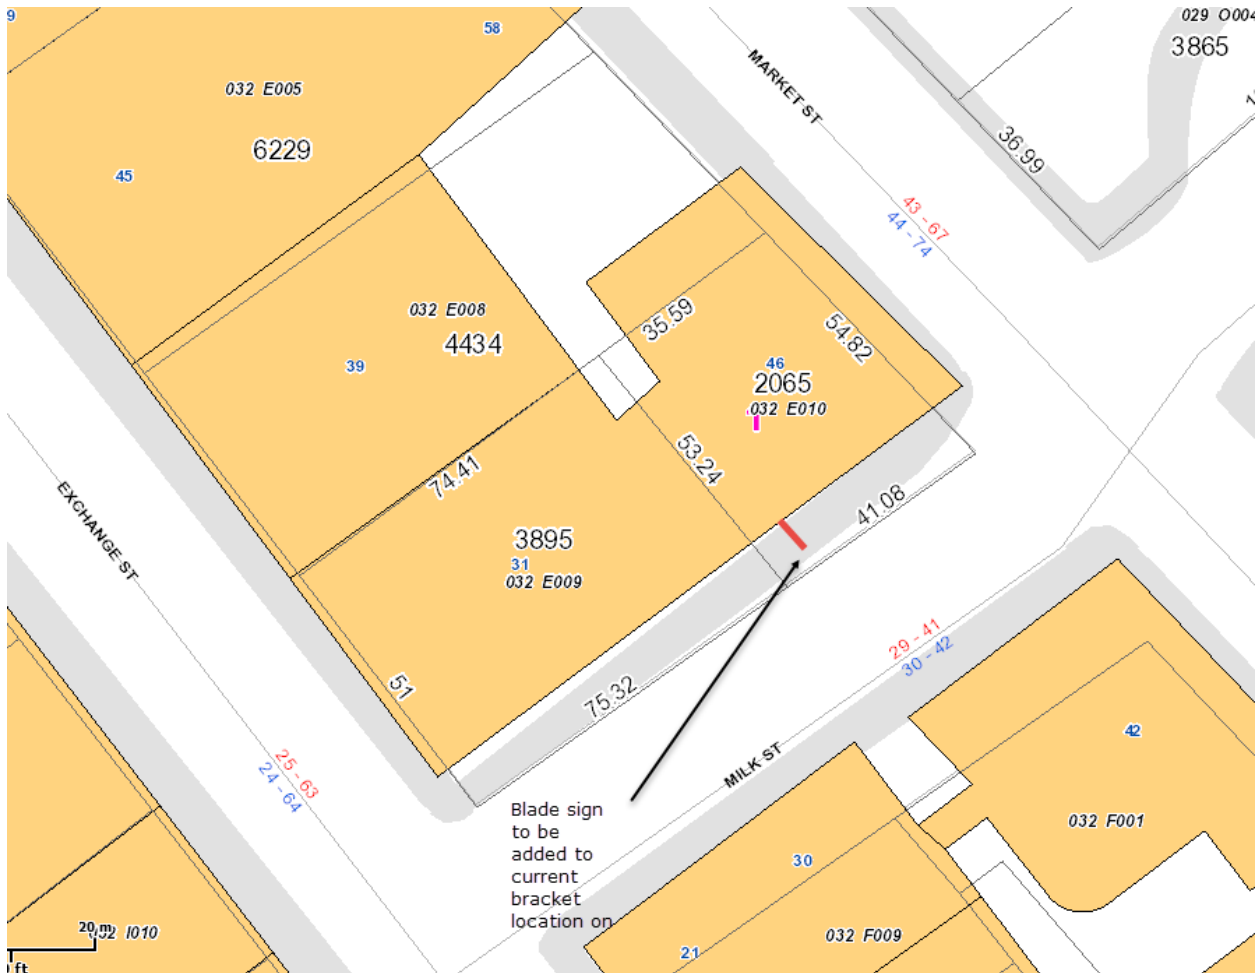 9
58
029 O004
3865
MARKET ST
032 E005
6229
36.99
45
43 - 67
44 - 74
032 E008
4434
35.59
54.82
39
46
2065
032 E010
53.24
74.41
41.08
EXCHANGE ST
3895
31
032 E009
29 - 41
30 - 42
51
75.32
42
MILK ST
25 - 63
24 - 64
Blade sign
to be
added to
current
bracket
location on
032 F001
30
20 m
I010
032 F009
21
ft